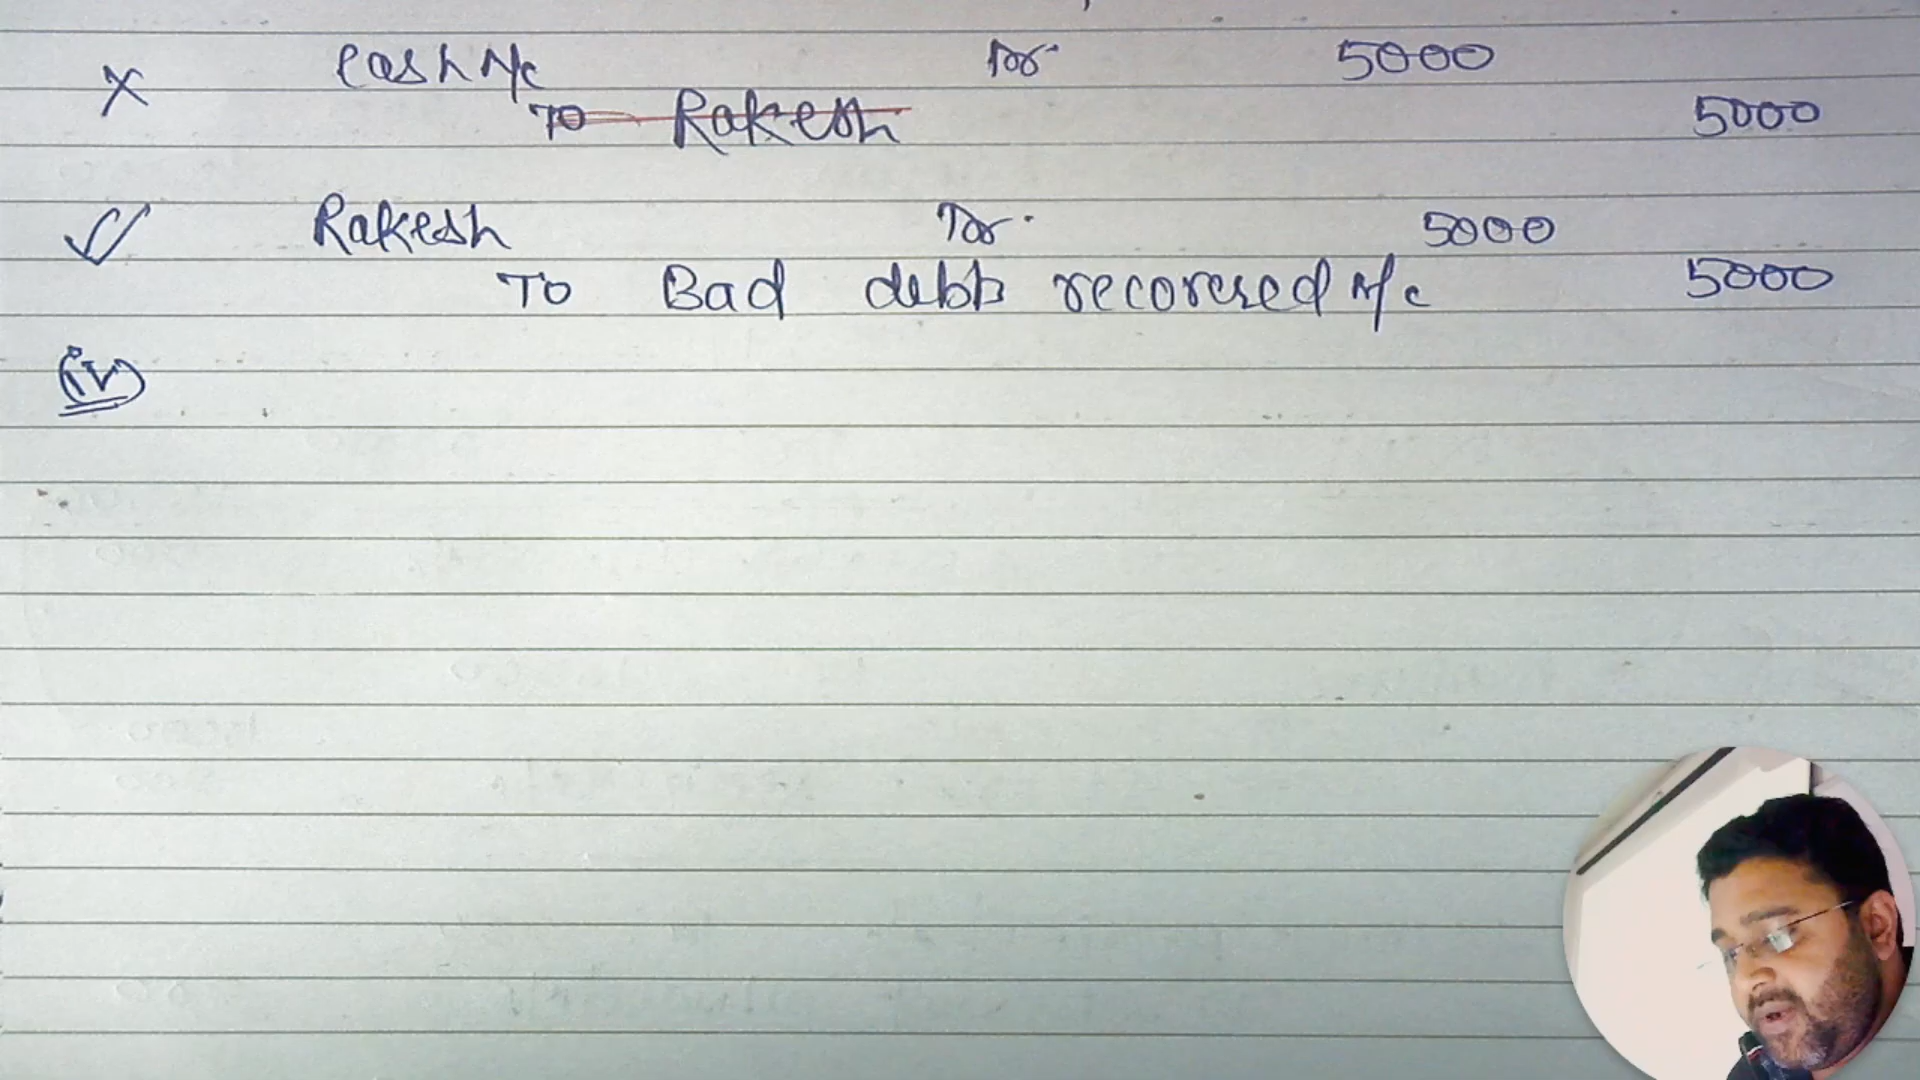 X Cash A/c Dr. 5000
To Rakesh 5000
✓ Rakesh Dr. 5000
To Bad debts recovered A/c 5000
(iv)